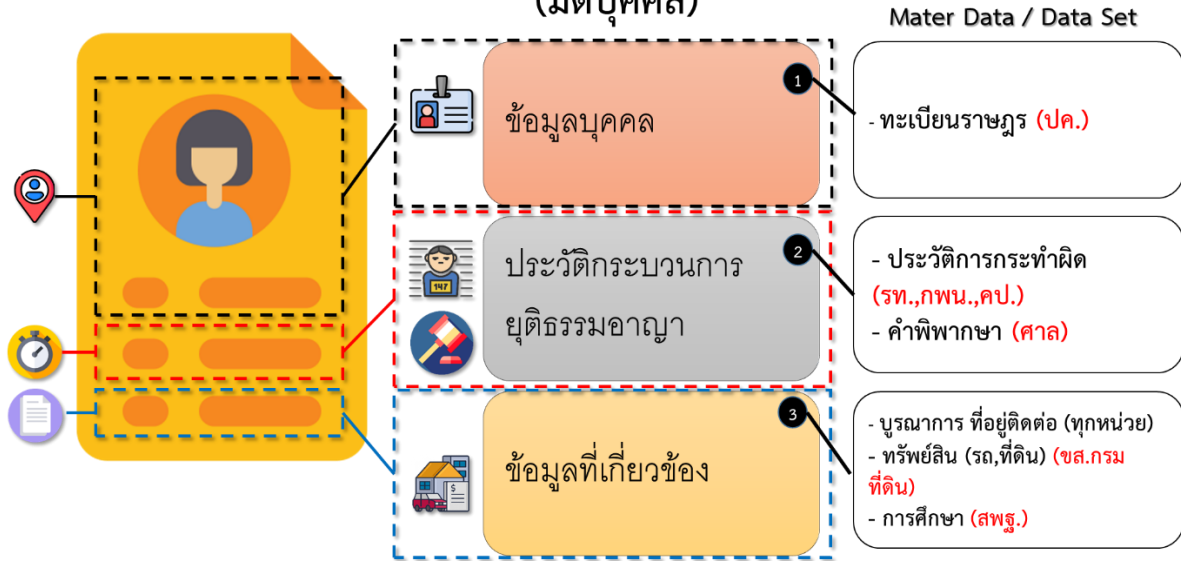 (มิติบุคคล)
Mater Data / Data Set
1
ข้อมูลบุคคล
- ทะเบียนราษฎร (ปค.)
2
ประวัติกระบวนการ
ยุติธรรมอาญา
147
- ประวัติการกระทำผิด
(รท.,กพน.,คป.)
- คำพิพากษา (ศาล)
3
ข้อมูลที่เกี่ยวข้อง
$
- บูรณาการ ที่อยู่ติดต่อ (ทุกหน่วย)
- ทรัพย์สิน (รถ,ที่ดิน) (ขส.กรม
ที่ดิน)
- การศึกษา (สพฐ.)